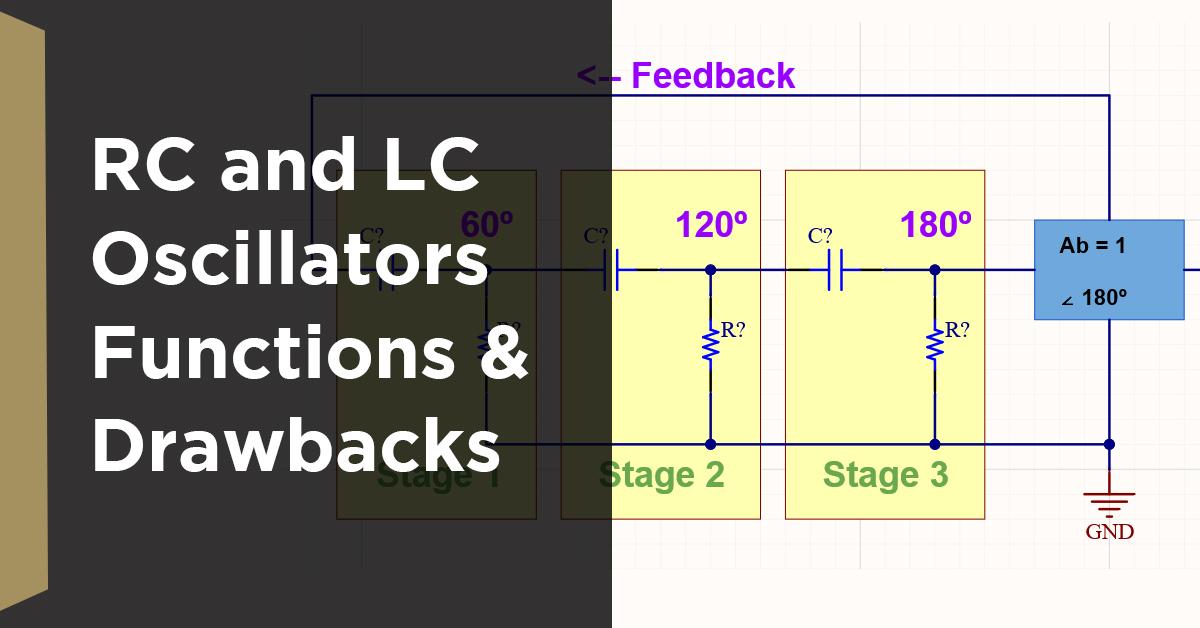 RC and LC
Oscillators
Functions &
Drawbacks
<-- Feedback
60º
120º
180º
C?
C?
C?
R?
R?
R?
Ab = 1
∠ 180º
Stage 1
Stage 2
Stage 3
GND